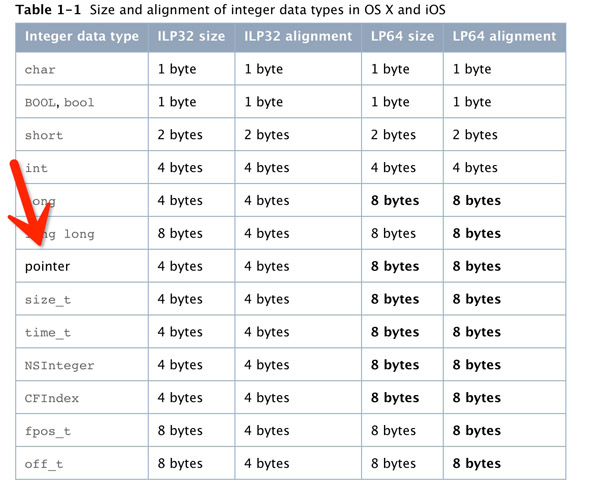 Table 1-1 Size and alignment of integer data types in OS X and iOS
Integer data type ILP32 size ILP32 alignment LP64 size LP64 alignment
char 1 byte 1 byte 1 byte 1 byte
BOOL, bool 1 byte 1 byte 1 byte 1 byte
short 2 bytes 2 bytes 2 bytes 2 bytes
int 4 bytes 4 bytes 4 bytes 4 bytes
long 4 bytes 4 bytes 8 bytes 8 bytes
long long 8 bytes 4 bytes 8 bytes 8 bytes
pointer 4 bytes 4 bytes 8 bytes 8 bytes
size_t 4 bytes 4 bytes 8 bytes 8 bytes
time_t 4 bytes 4 bytes 8 bytes 8 bytes
NSInteger 4 bytes 4 bytes 8 bytes 8 bytes
CFIndex 4 bytes 4 bytes 8 bytes 8 bytes
fpos_t 8 bytes 4 bytes 8 bytes 8 bytes
off_t 8 bytes 4 bytes 8 bytes 8 bytes